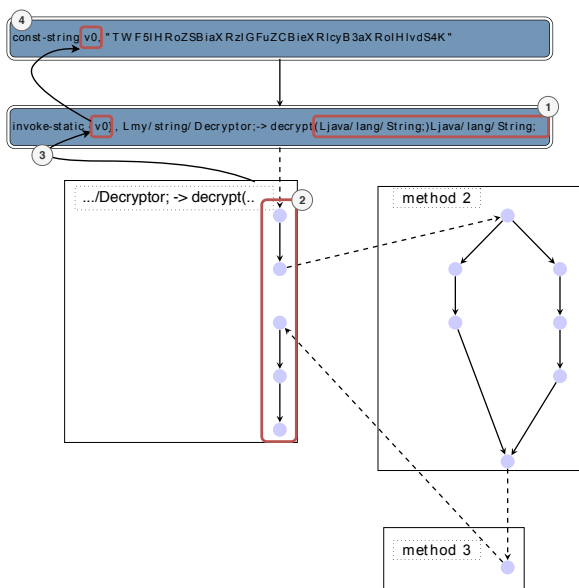 4
const-string v0, "TWF5IHRoZSBiaXRzIGFuZCBieXRlcyB3aXRoIHlvdS4K"
1
invoke-static {v0}, Lmy/string/Decryptor;-> decrypt(Ljava/lang/String;)Ljava/lang/String;
3
.../Decryptor; -> decrypt(..
2
method 2
method 3